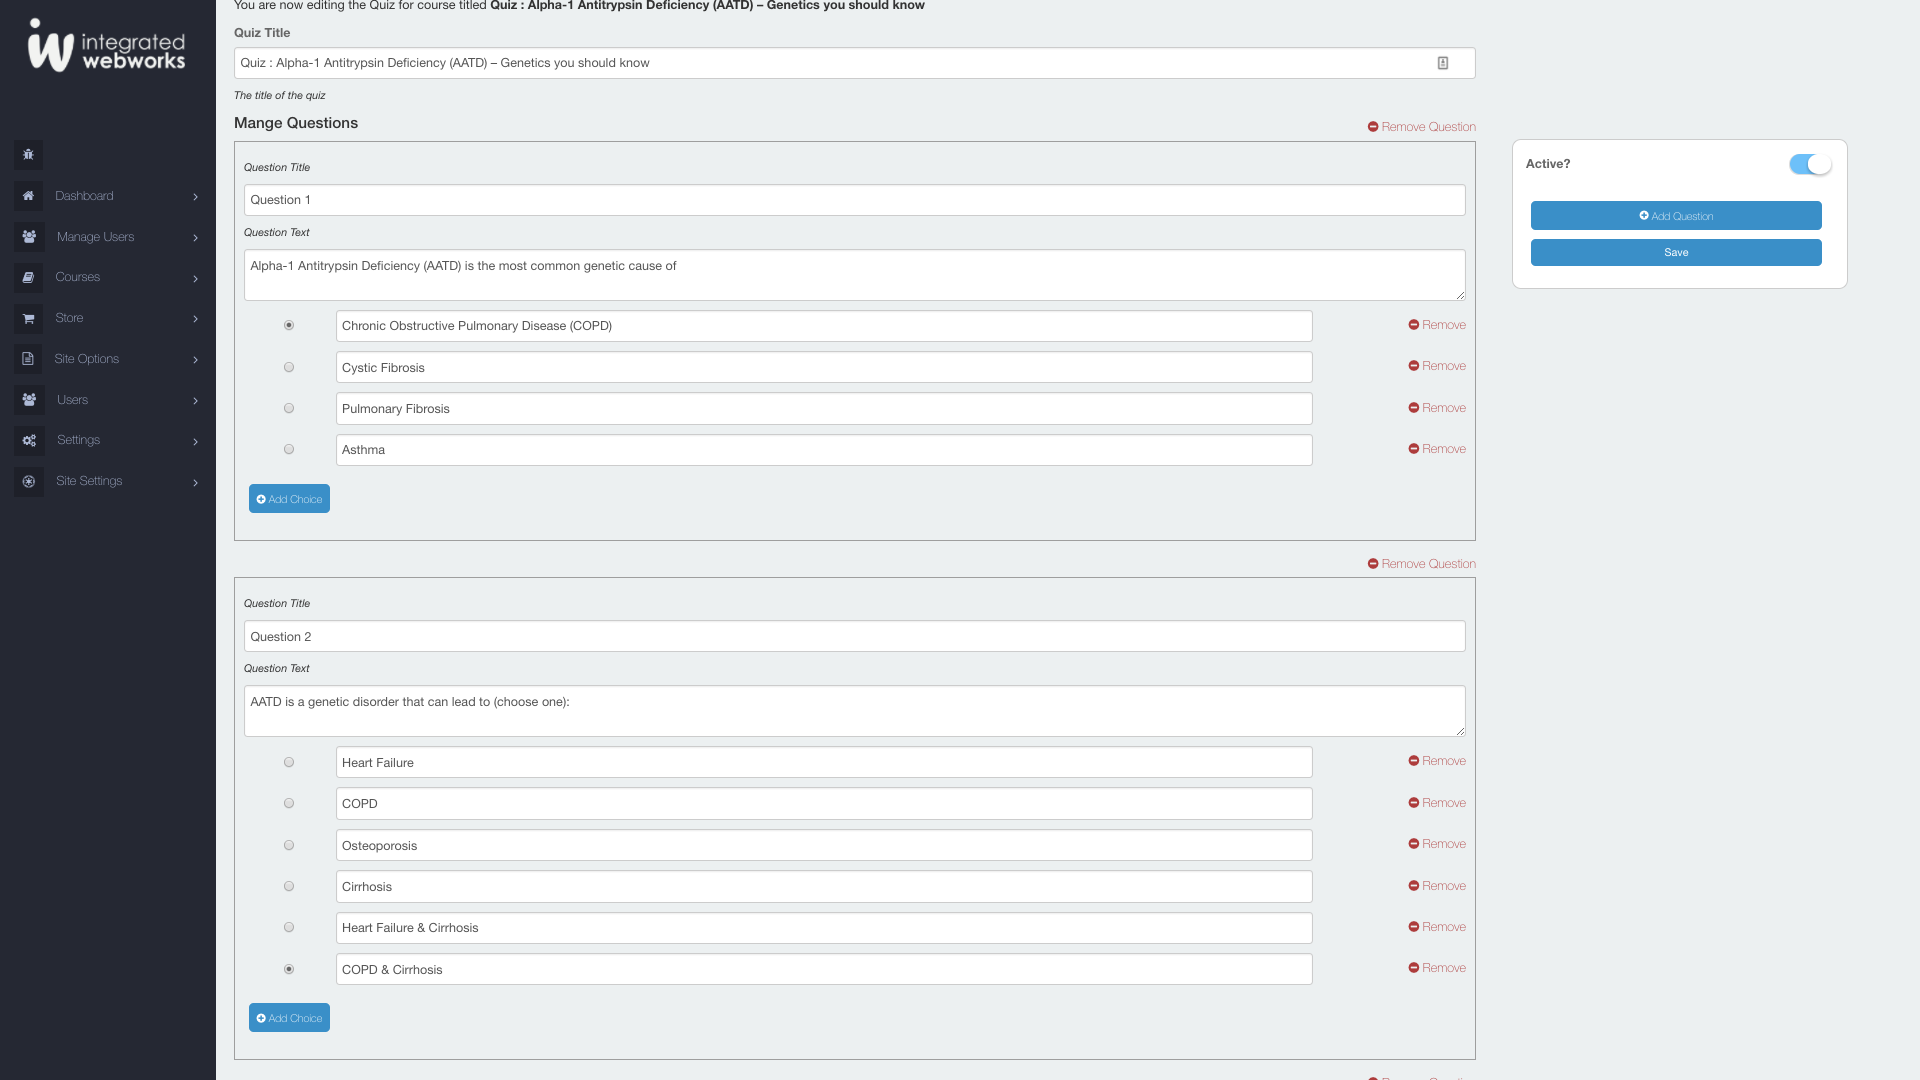 You are now editing the Quiz for course titled Quiz : Alpha-1 Antitrypsin Deficiency (AATD) – Genetics you should know
integrated
webworks
Quiz Title
Quiz : Alpha-1 Antitrypsin Deficiency (AATD) – Genetics you should know
The title of the quiz
Mange Questions
Remove Question
Dashboard
Manage Users
Courses
Store
Site Options
Users
Settings
Site Settings
Question Title
Question 1
Question Text
Alpha-1 Antitrypsin Deficiency (AATD) is the most common genetic cause of
Chronic Obstructive Pulmonary Disease (COPD) Remove
Cystic Fibrosis Remove
Pulmonary Fibrosis Remove
Asthma Remove
Add Choice
Active?
Add Question
Save
Remove Question
Question Title
Question 2
Question Text
AATD is a genetic disorder that can lead to (choose one):
Heart Failure Remove
COPD Remove
Osteoporosis Remove
Cirrhosis Remove
Heart Failure & Cirrhosis Remove
COPD & Cirrhosis Remove
Add Choice